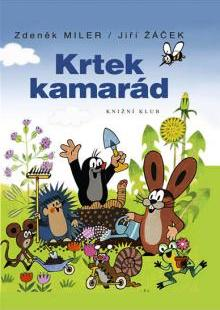 Zdeněk MILER / Jiří ŽÁČEK
Krtek
kamarád
KNIŽNÍ KLUB